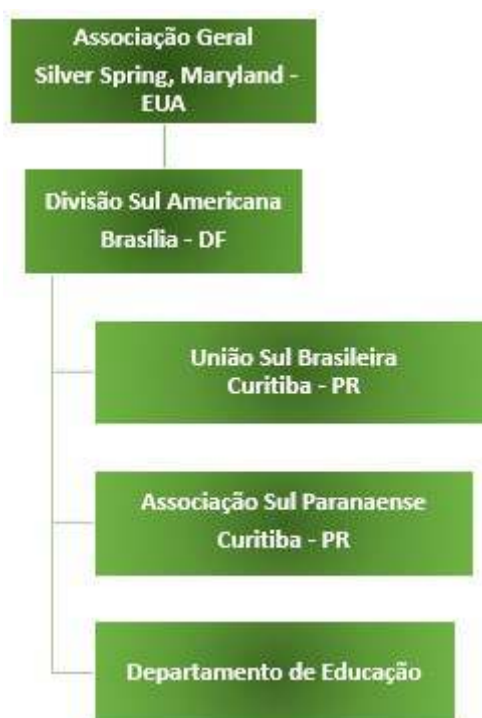 Associação Geral
Silver Spring, Maryland -
EUA
Divisão Sul Americana
Brasília - DF
União Sul Brasileira
Curitiba - PR
Associação Sul Paranaense
Curitiba - PR
Departamento de Educação